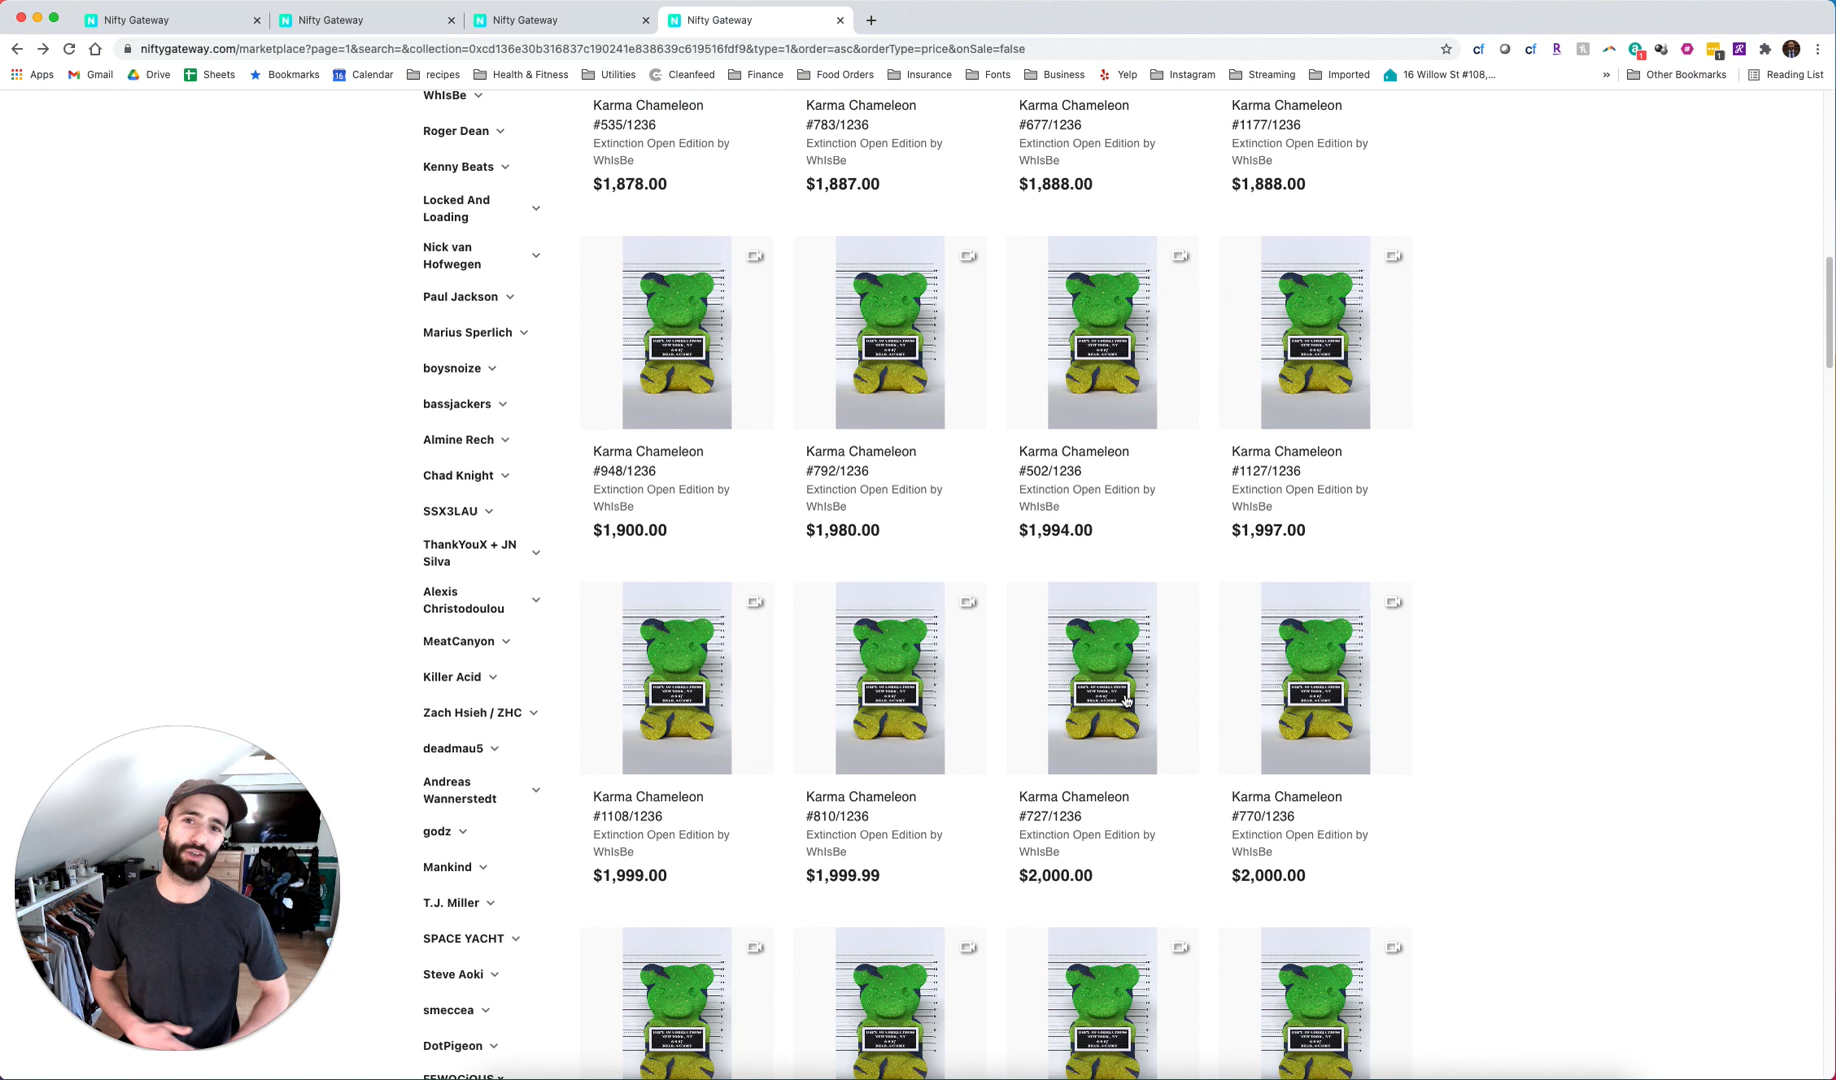 Nifty Gateway
Nifty Gateway
Nifty Gateway
Nifty Gateway
niftygateway.com/marketplace?page=1&search=&collection=0xcd136e30b316837c190241e838639c619516fdf9&type=1&order=asc&orderType=price&onSale=false
Apps Gmail Drive Sheets Bookmarks Calendar recipes Health & Fitness Utilities Cleanfeed Finance Food Orders Insurance Fonts Business Yelp Instagram Streaming Imported 16 Willow St #108,... » Other Bookmarks Reading List
WhIsBe
Roger Dean
Kenny Beats
Locked And
Loading
Nick van
Hofwegen
Paul Jackson
Marius Sperlich
boysnoize
bassjackers
Almine Rech
Chad Knight
SSX3LAU
ThankYouX + JN
Silva
Alexis
Christodoulou
MeatCanyon
Killer Acid
Zach Hsieh / ZHC
deadmau5
Andreas
Wannerstedt
godz
Mankind
T.J. Miller
SPACE YACHT
Steve Aoki
smeccea
DotPigeon
Karma Chameleon
#535/1236
Extinction Open Edition by
WhIsBe
$1,878.00
Karma Chameleon
#783/1236
Extinction Open Edition by
WhIsBe
$1,887.00
Karma Chameleon
#677/1236
Extinction Open Edition by
WhIsBe
$1,888.00
Karma Chameleon
#1177/1236
Extinction Open Edition by
WhIsBe
$1,888.00
Karma Chameleon
#948/1236
Extinction Open Edition by
WhIsBe
$1,900.00
Karma Chameleon
#792/1236
Extinction Open Edition by
WhIsBe
$1,980.00
Karma Chameleon
#502/1236
Extinction Open Edition by
WhIsBe
$1,994.00
Karma Chameleon
#1127/1236
Extinction Open Edition by
WhIsBe
$1,997.00
Karma Chameleon
#1108/1236
Extinction Open Edition by
WhIsBe
$1,999.00
Karma Chameleon
#810/1236
Extinction Open Edition by
WhIsBe
$1,999.99
Karma Chameleon
#727/1236
Extinction Open Edition by
WhIsBe
$2,000.00
Karma Chameleon
#770/1236
Extinction Open Edition by
WhIsBe
$2,000.00